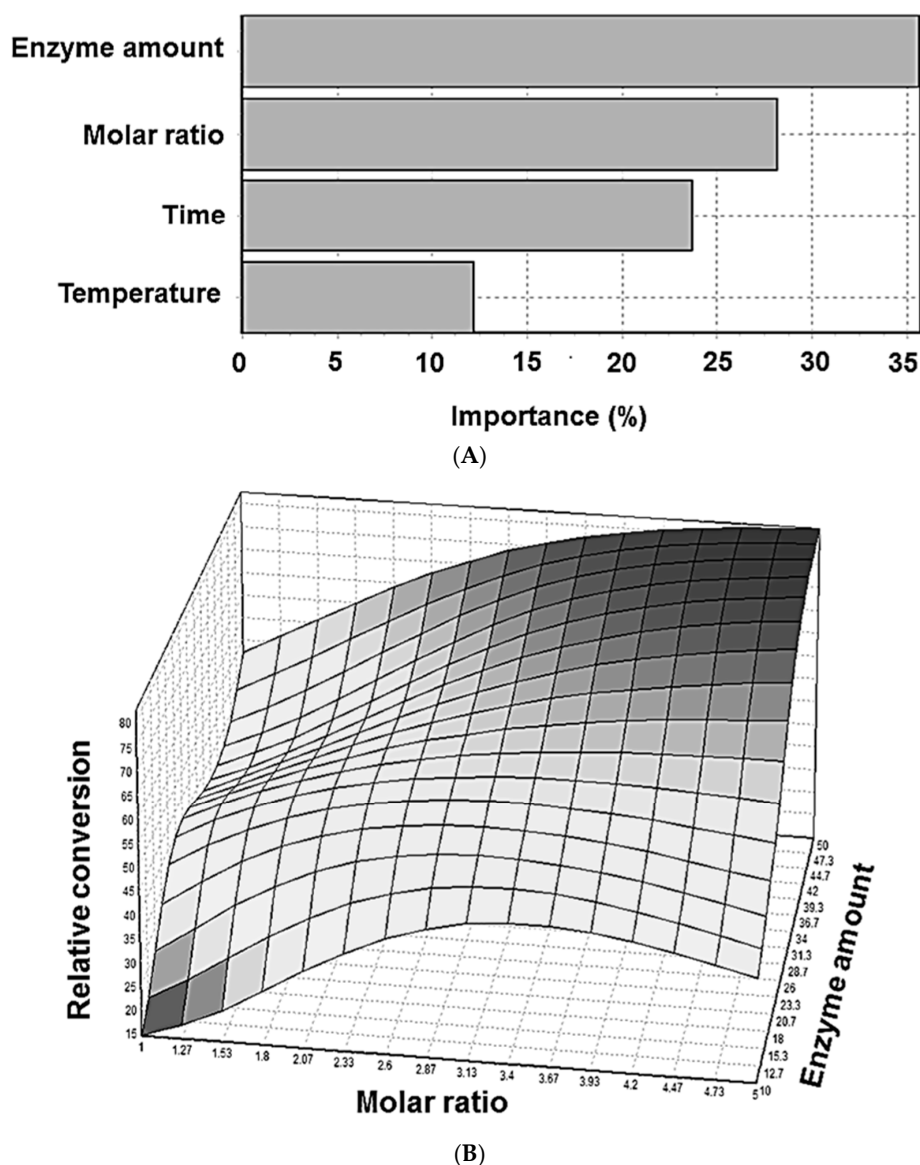 Enzyme amount
Molar ratio
Time
Temperature
0 5 10 15 20 25 30 35
Importance (%)
(A)
80
75
70
65
60
55
50
45
40
35
30
25
20
15
Relative conversion
1 1.27 1.53 1.8 2.07 2.33 2.6 2.87 3.13 3.4 3.67 3.93 4.2 4.47 4.73 5
Molar ratio
50
47.3
44.7
42
39.3
36.7
34
31.3
28.7
26
23.3
20.7
18
15.3
12.7
10
Enzyme amount
(B)